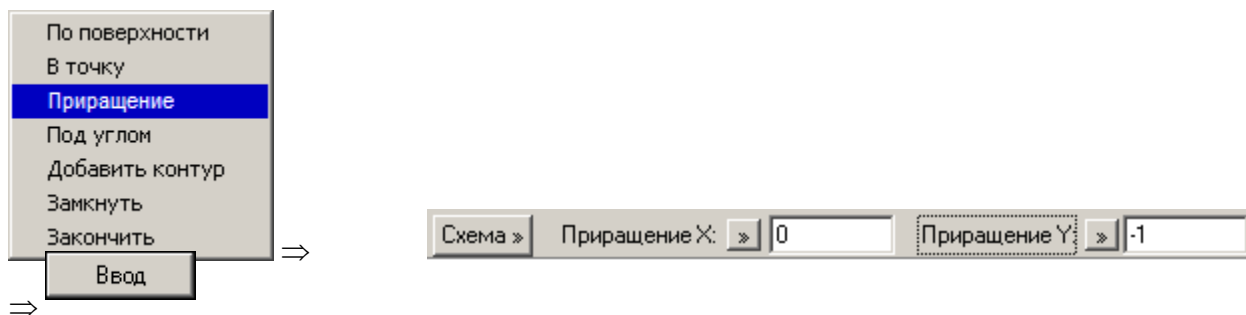 По поверхности
В точку
Приращение
Под углом
Добавить контур
Замкнуть
Закончить
⇒
Схема » Приращение X: » 0 Приращение Y: » -1
⇒ Ввод